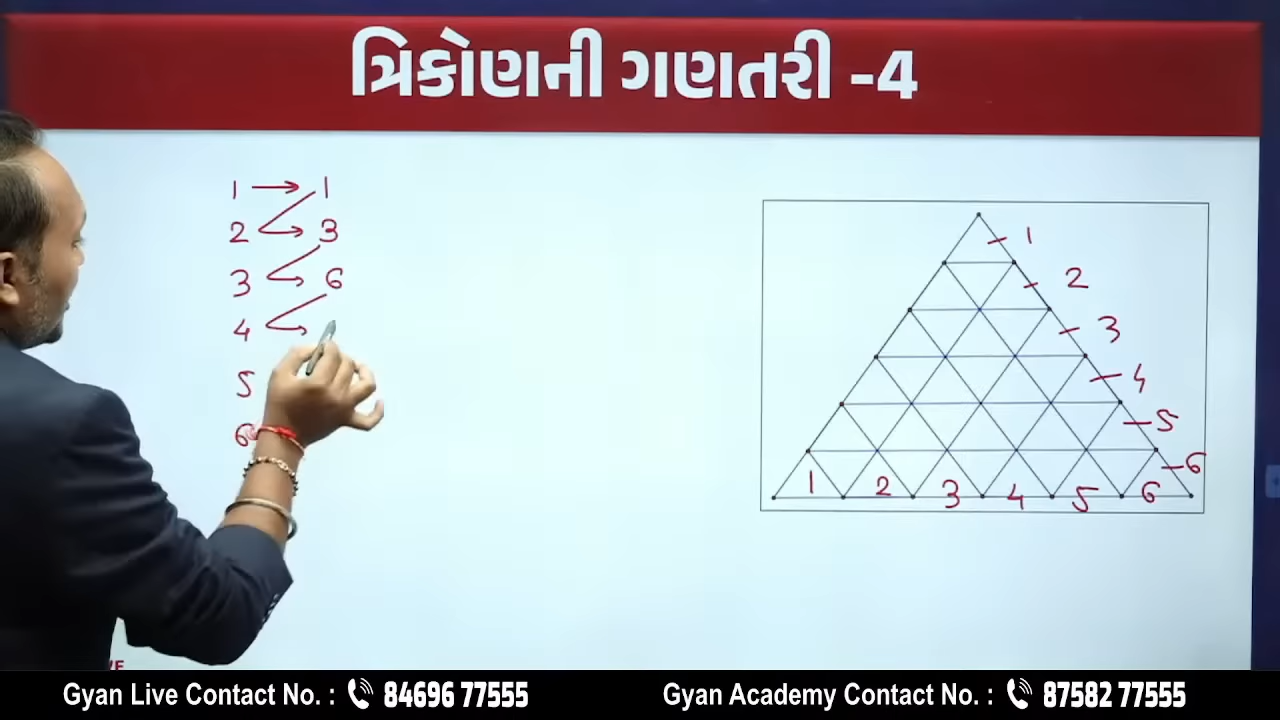 ત્રિકોણની ગણતરી -4
1 → 1
2 → 3
3 → 6
4 →
5
6
1
2
3
4
5
6
1 2 3 4 5 6
Gyan Live Contact No. : 84696 77555
Gyan Academy Contact No. : 87582 77555